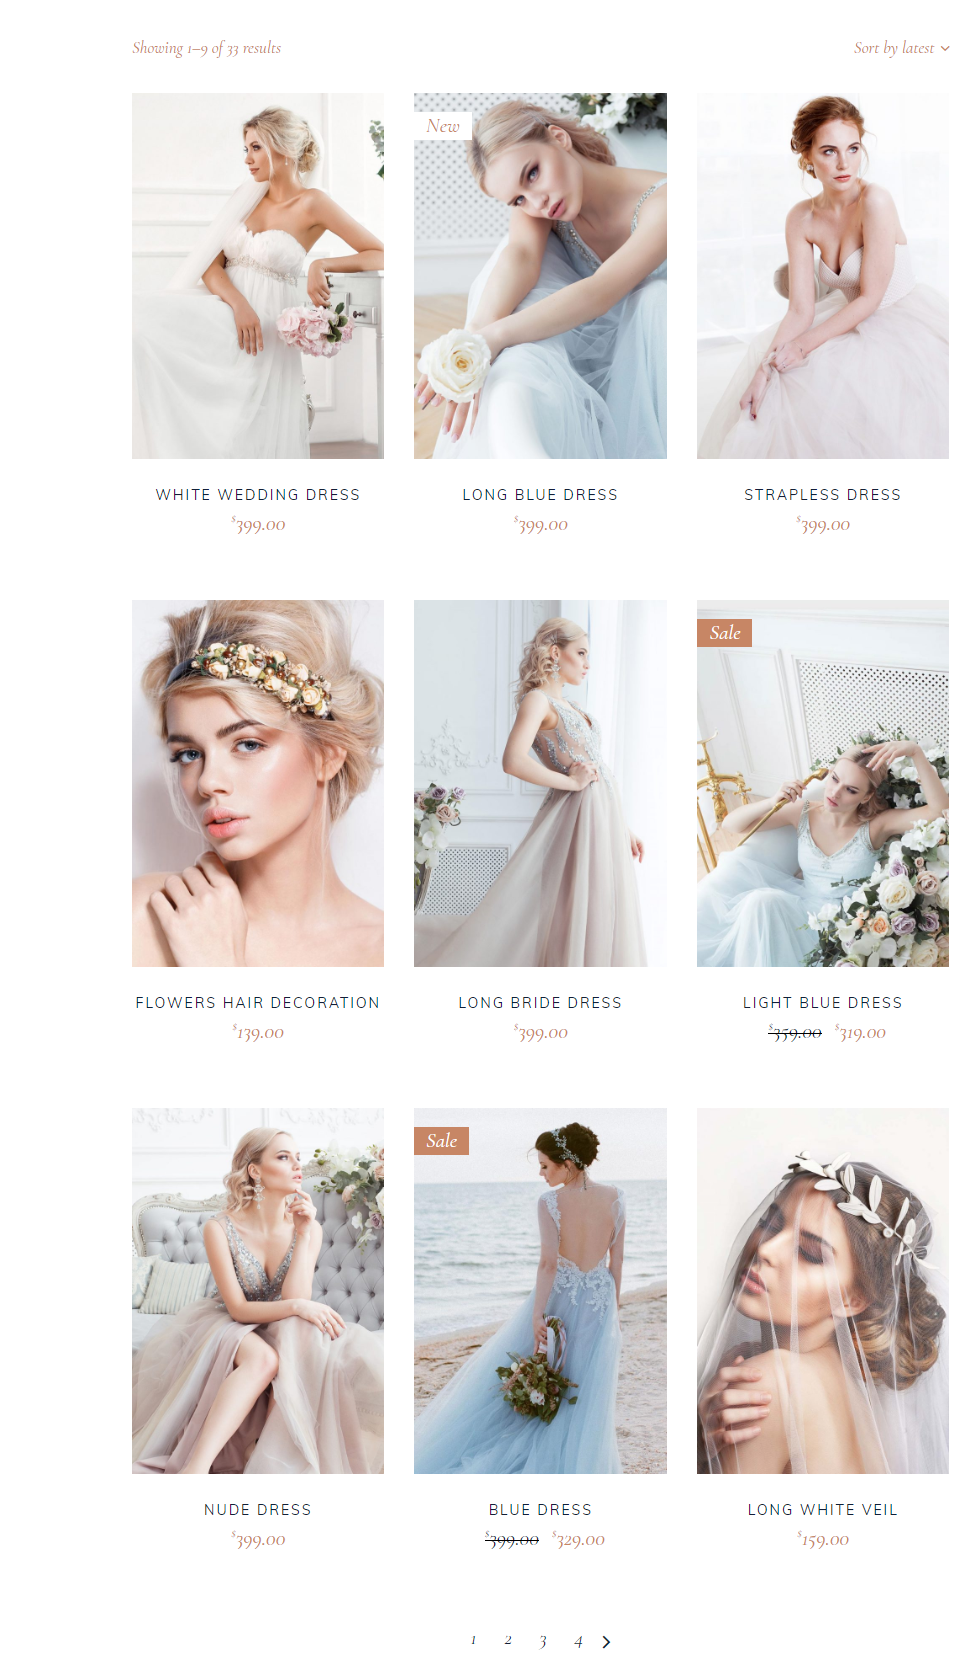 Showing 1–9 of 33 results
Sort by latest
New
WHITE WEDDING DRESS
$399.00
LONG BLUE DRESS
$399.00
STRAPLESS DRESS
$399.00
Sale
FLOWERS HAIR DECORATION
$139.00
LONG BRIDE DRESS
$399.00
LIGHT BLUE DRESS
$359.00 $319.00
Sale
NUDE DRESS
$399.00
BLUE DRESS
$399.00 $329.00
LONG WHITE VEIL
$159.00
1 2 3 4